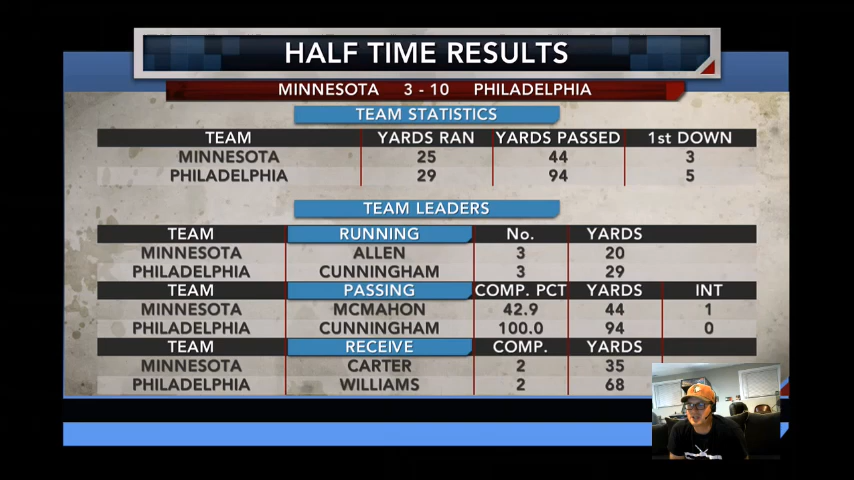 HALF TIME RESULTS
MINNESOTA 3 - 10 PHILADELPHIA
TEAM STATISTICS
TEAM YARDS RAN YARDS PASSED 1st DOWN
MINNESOTA 25 44 3
PHILADELPHIA 29 94 5
TEAM LEADERS
TEAM RUNNING No. YARDS
MINNESOTA ALLEN 3 20
PHILADELPHIA CUNNINGHAM 3 29
TEAM PASSING COMP. PCT YARDS INT
MINNESOTA MCMAHON 42.9 44 1
PHILADELPHIA CUNNINGHAM 100.0 94 0
TEAM RECEIVE COMP. YARDS
MINNESOTA CARTER 2 35
PHILADELPHIA WILLIAMS 2 68